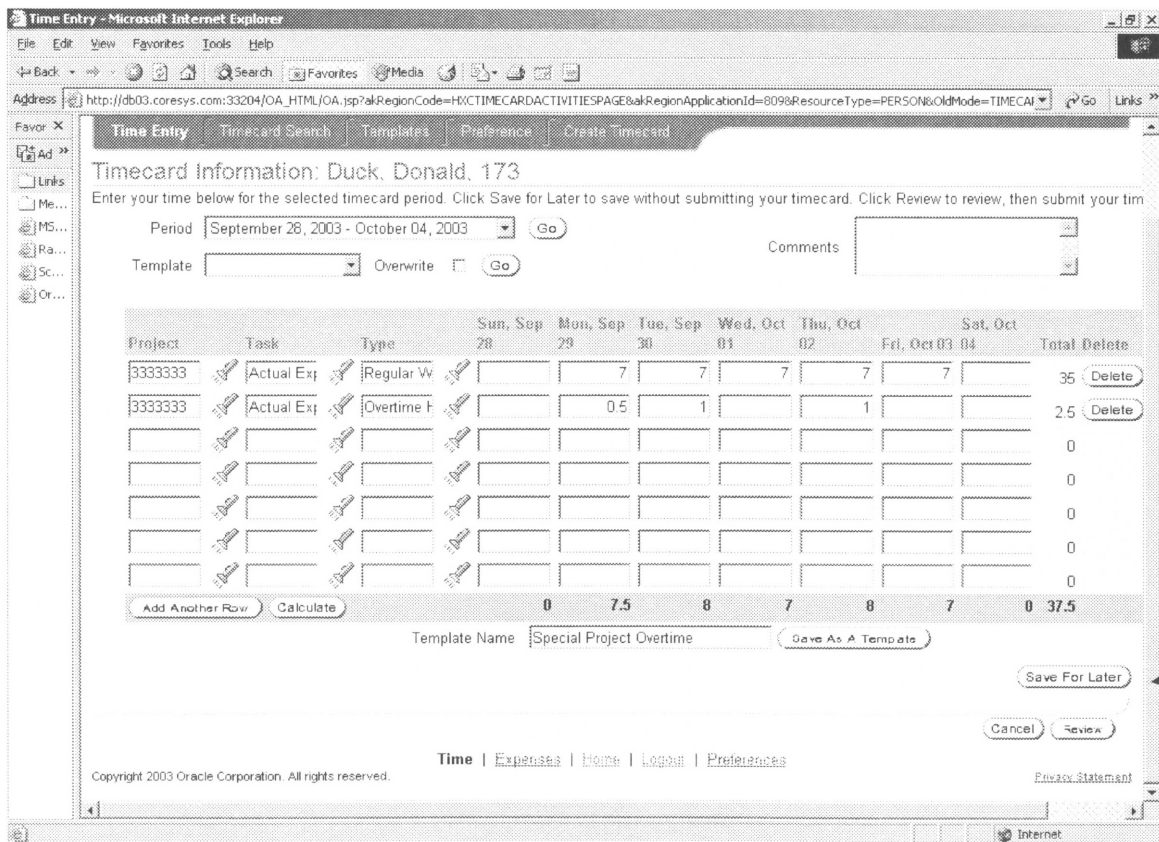 Time Entry - Microsoft Internet Explorer
File Edit View Favorites Tools Help
Back Search Favorites Media
Address http://db03.coresys.com:33204/OA_HTML/OA.jsp?akRegionCode=HXCTIMECARDACTIVITIESPAGE&akRegionApplicationId=809&ResourceType=PERSON&OldMode=TIMECAR Go Links »
Favor X
Ad »
Links
Me...
MS...
Ra...
Sc...
Or...
Time Entry Timecard Search Templates Preference Create Timecard
Timecard Information: Duck, Donald, 173
Enter your time below for the selected timecard period. Click Save for Later to save without submitting your timecard. Click Review to review, then submit your tim
Period September 28, 2003 - October 04, 2003 Go
Comments
Template Overwrite Go
Project Task Type Sun, Sep 28 Mon, Sep 29 Tue, Sep 30 Wed, Oct 01 Thu, Oct 02 Fri, Oct 03 Sat, Oct 04 Total Delete
3333333 Actual Exp Regular W 7 7 7 7 7 35 Delete
3333333 Actual Exp Overtime H 0.5 1 1 2.5 Delete
0
0
0
0
0
Add Another Row Calculate 0 7.5 8 7 8 7 0 37.5
Template Name Special Project Overtime Save As A Template
Save For Later
Cancel Review
Time | Expenses | Home | Logout | Preferences
Copyright 2003 Oracle Corporation. All rights reserved.
Privacy Statement
Internet